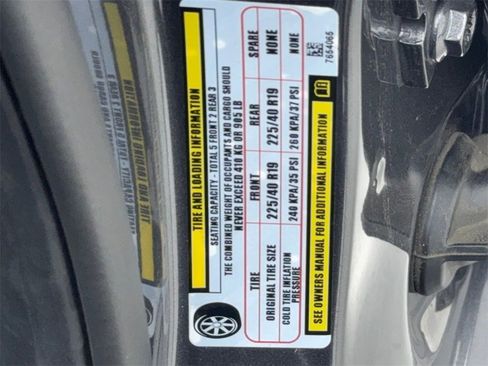 TIRE AND LOADING INFORMATION
SEATING CAPACITY - TOTAL 5 FRONT 2 REAR 3
THE COMBINED WEIGHT OF OCCUPANTS AND CARGO SHOULD
NEVER EXCEED 410 KG OR 905 LB
TIRE FRONT REAR SPARE
ORIGINAL TIRE SIZE 225/40 R19 225/40 R19 NONE
COLD TIRE INFLATION
PRESSURE 240 KPA/35 PSI 260 KPA/37 PSI NONE
SEE OWNERS MANUAL FOR ADDITIONAL INFORMATION
7654065